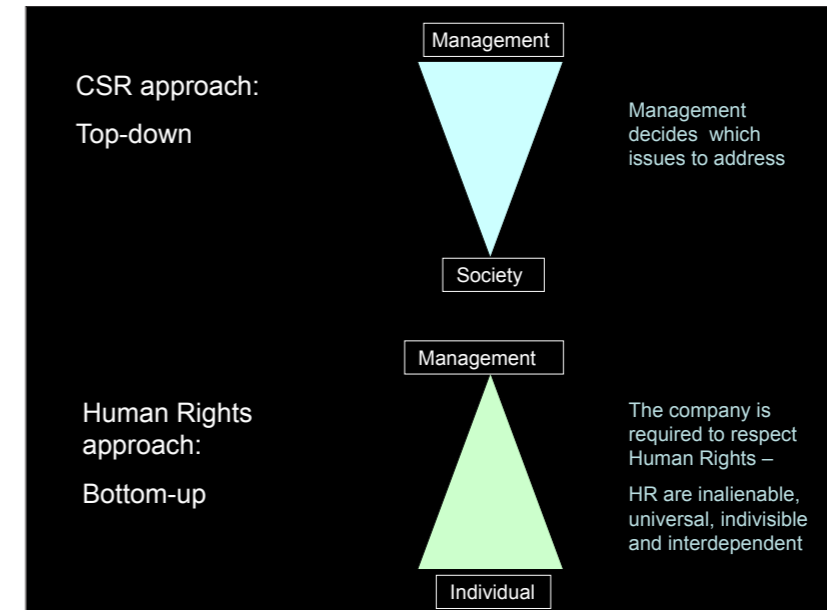 Management
CSR approach:
Top-down
Management
decides which
issues to address
Society
Management
Human Rights
approach:
Bottom-up
The company is
required to respect
Human Rights –
HR are inalienable,
universal, indivisible
and interdependent
Individual